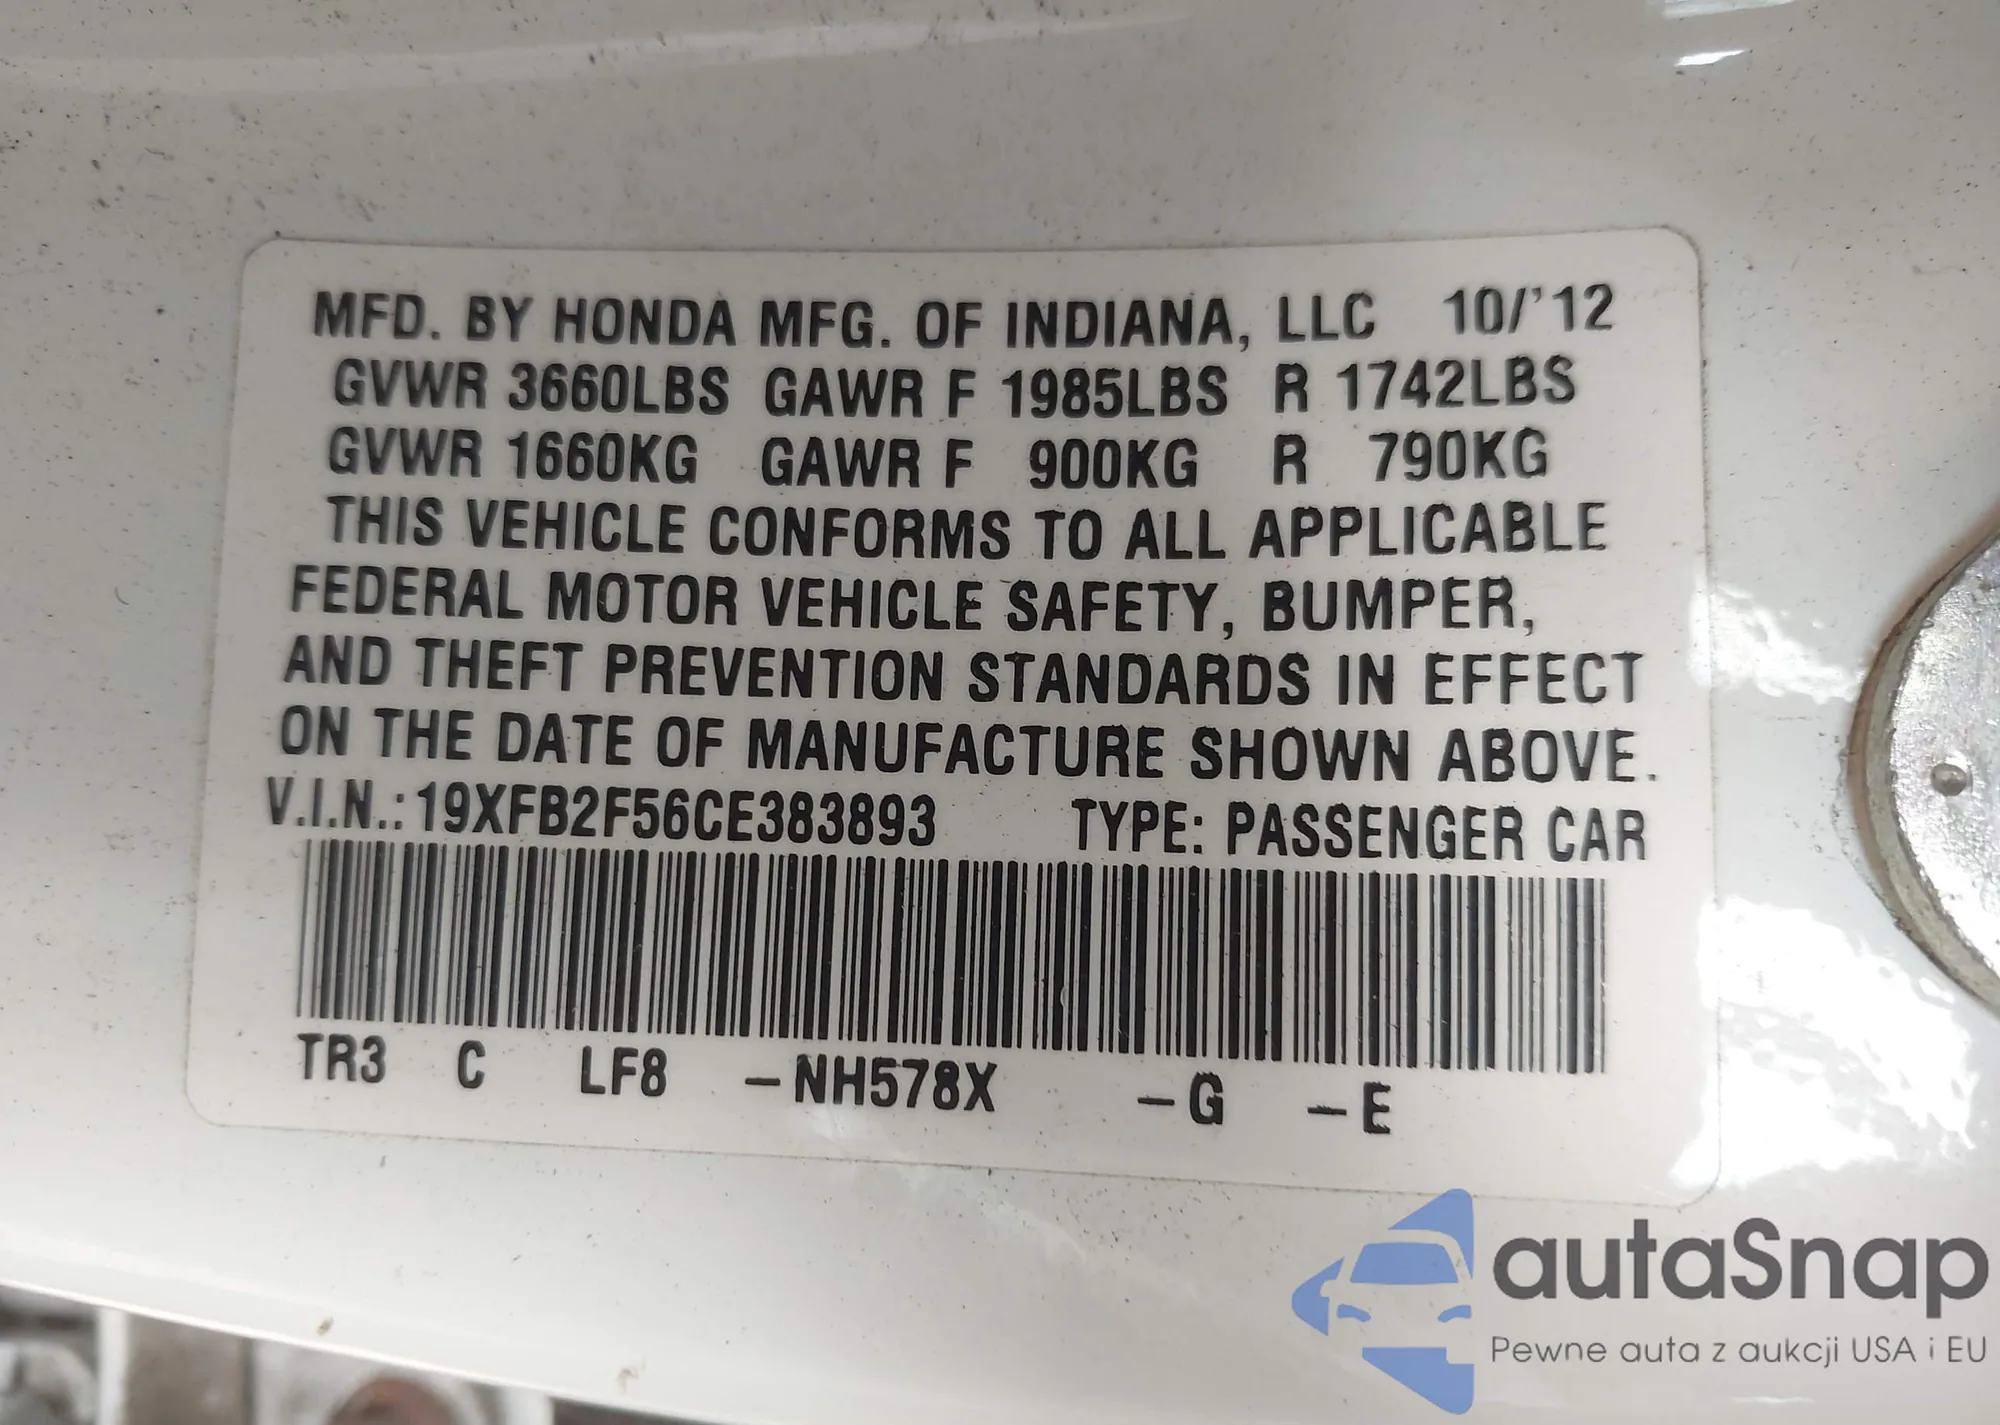 MFD. BY HONDA MFG. OF INDIANA, LLC 10/'12
GVWR 3660LBS GAWR F 1985LBS R 1742LBS
GVWR 1660KG GAWR F 900KG R 790KG
THIS VEHICLE CONFORMS TO ALL APPLICABLE
FEDERAL MOTOR VEHICLE SAFETY, BUMPER,
AND THEFT PREVENTION STANDARDS IN EFFECT
ON THE DATE OF MANUFACTURE SHOWN ABOVE.
V.I.N.: 19XFB2F56CE383893 TYPE: PASSENGER CAR
TR3 C LF8 –NH578X –G –E
autaSnap
Pewne auta z aukcji USA i EU